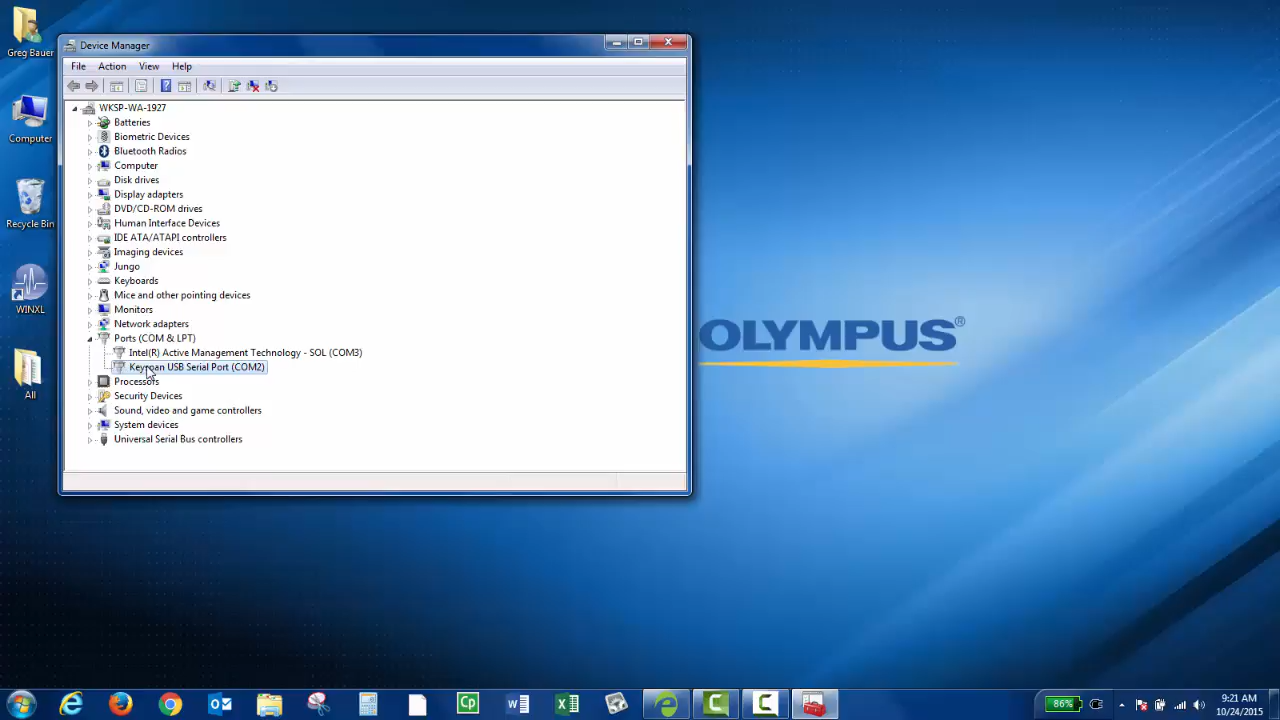 Greg Bauer
Computer
Recycle Bin
WINXL
All
Device Manager
File Action View Help
WKSP-WA-1927
Batteries
Biometric Devices
Bluetooth Radios
Computer
Disk drives
Display adapters
DVD/CD-ROM drives
Human Interface Devices
IDE ATA/ATAPI controllers
Imaging devices
Jungo
Keyboards
Mice and other pointing devices
Monitors
Network adapters
Ports (COM & LPT)
Intel(R) Active Management Technology - SOL (COM3)
Keyspan USB Serial Port (COM2)
Processors
Security Devices
Sound, video and game controllers
System devices
Universal Serial Bus controllers
OLYMPUS®
Cp
86%
9:21 AM
10/24/2015